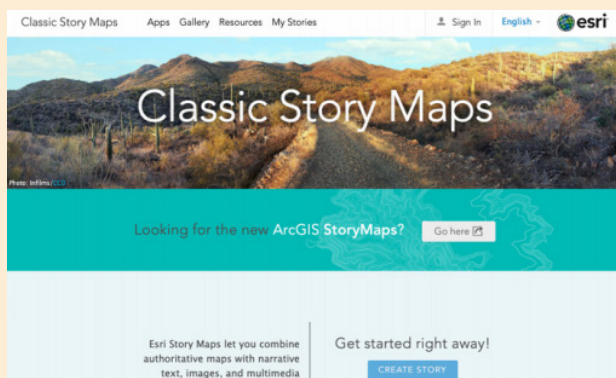 Classic Story Maps Apps Gallery Resources My Stories Sign In English esri
Classic Story Maps
Photo: Infilms/CC0
Looking for the new ArcGIS StoryMaps? Go here
Esri Story Maps let you combine
authoritative maps with narrative
text, images, and multimedia
Get started right away!
CREATE STORY